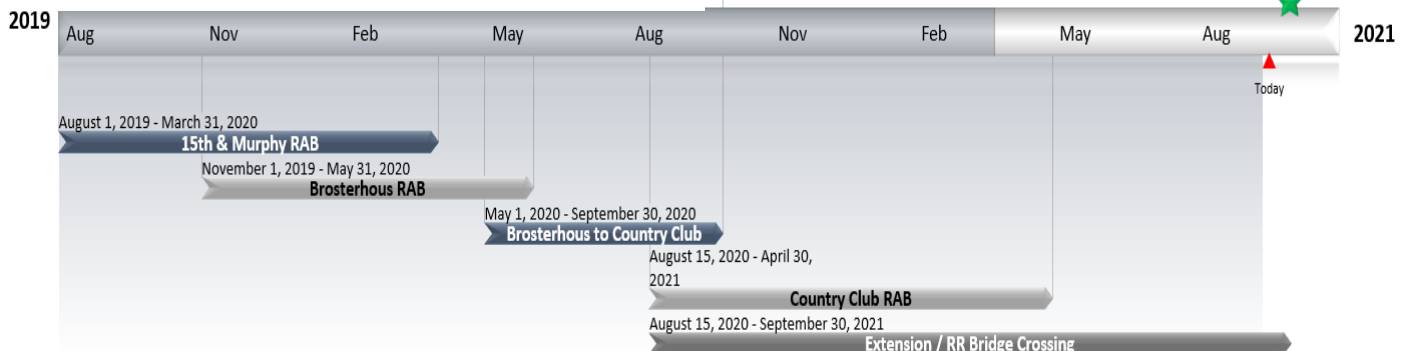 2019
Aug Nov Feb May Aug Nov Feb May Aug
2021
Today
August 1, 2019 - March 31, 2020
15th & Murphy RAB
November 1, 2019 - May 31, 2020
Brosterhous RAB
May 1, 2020 - September 30, 2020
Brosterhous to Country Club
August 15, 2020 - April 30,
2021
Country Club RAB
August 15, 2020 - September 30, 2021
Extension / RR Bridge Crossing